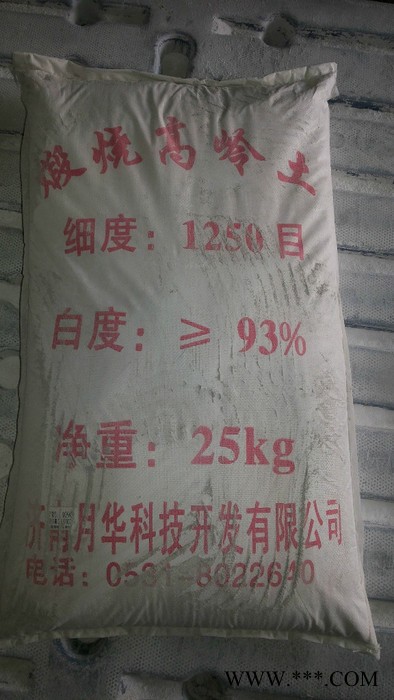 煅烧高岭土
细度：1250目
白度：≥ 93%
净重：25kg
济南月华科技开发有限公司
电话：0531-8022640
WWW.***.COM